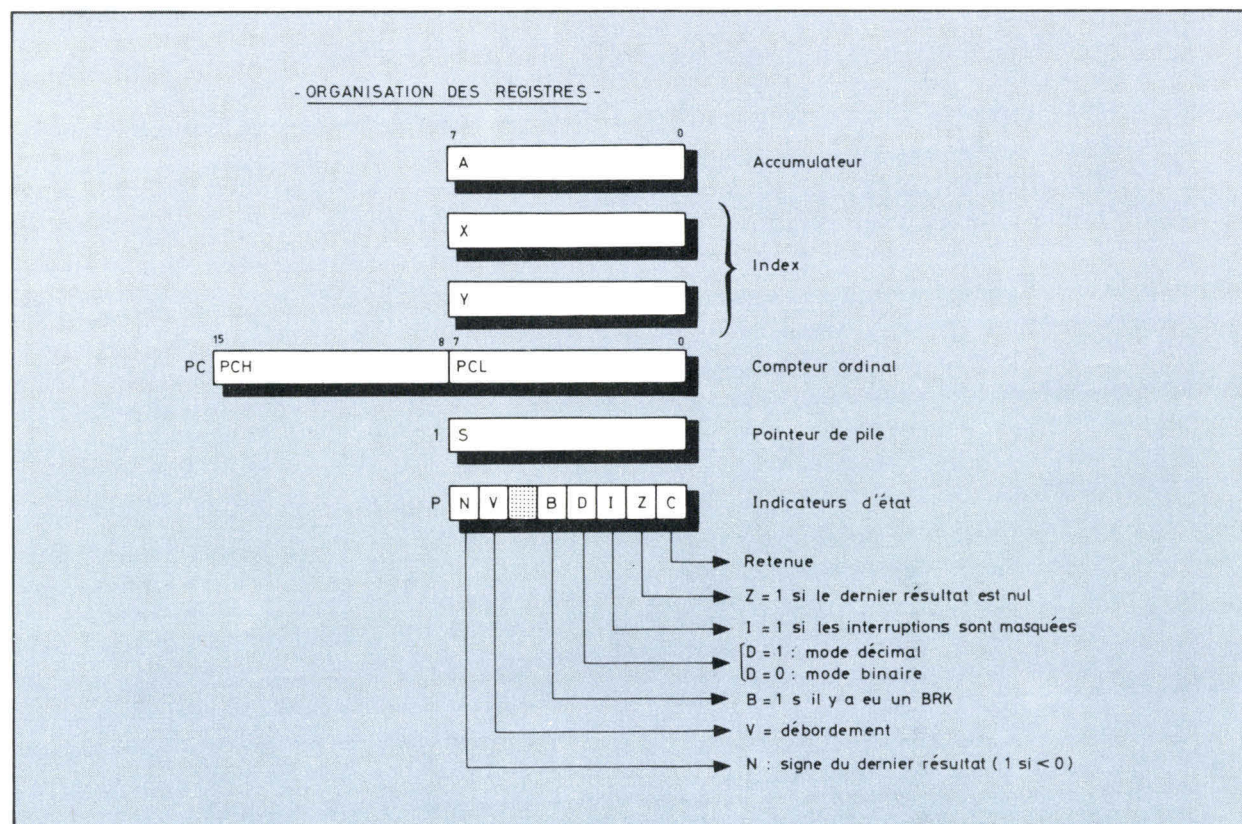 - ORGANISATION DES REGISTRES -
7 0
A Accumulateur
X
Index
Y
15 8 7 0
PC PCH PCL Compteur ordinal
1 S Pointeur de pile
P N V B D I Z C Indicateurs d'état
Retenue
Z = 1 si le dernier résultat est nul
I = 1 si les interruptions sont masquées
D = 1 : mode décimal
D = 0 : mode binaire
B = 1 s il y a eu un BRK
V = débordement
N : signe du dernier résultat ( 1 si < 0 )